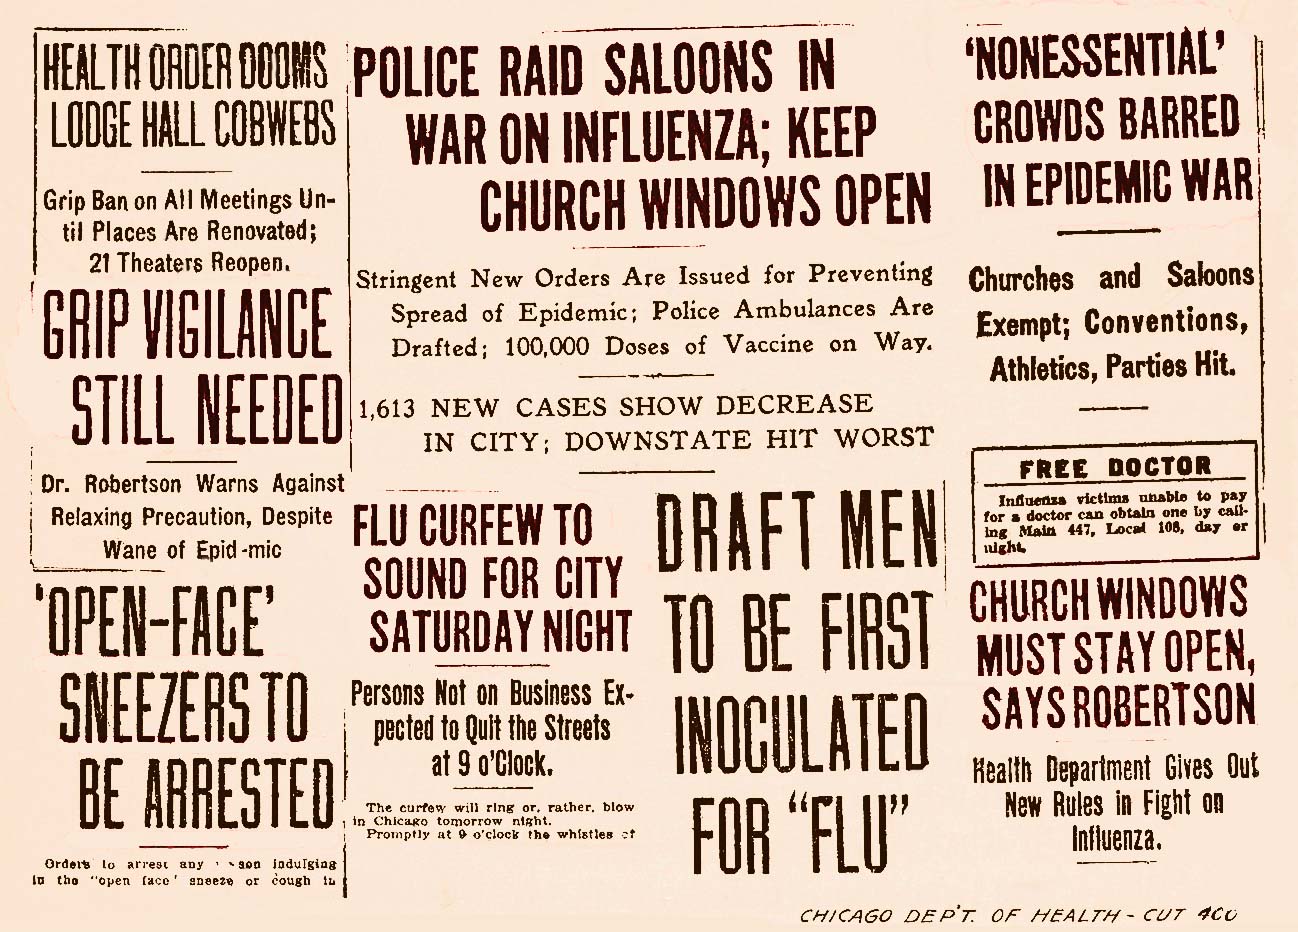 HEALTH ORDER DOOMS
LODGE HALL COBWEBS
Grip Ban on All Meetings Un-
til Places Are Renovated;
21 Theaters Reopen.
GRIP VIGILANCE
STILL NEEDED
Dr. Robertson Warns Against
Relaxing Precaution, Despite
Wane of Epid-mic
'OPEN-FACE'
SNEEZERS TO
BE ARRESTED
Orders to arrest any son indulging
in the "open face' sneeze or cough in
POLICE RAID SALOONS IN
WAR ON INFLUENZA; KEEP
CHURCH WINDOWS OPEN
Stringent New Orders Are Issued for Preventing
Spread of Epidemic; Police Ambulances Are
Drafted; 100,000 Doses of Vaccine on Way.
1,613 NEW CASES SHOW DECREASE
IN CITY; DOWNSTATE HIT WORST
FLU CURFEW TO
SOUND FOR CITY
SATURDAY NIGHT
Persons Not on Business Ex-
pected to Quit the Streets
at 9 o'Clock.
The curfew will ring or, rather, blow
in Chicago tomorrow night.
Promptly at 9 o'clock the whistles of
DRAFT MEN
TO BE FIRST
INOCULATED
FOR "FLU"
'NONESSENTIAL'
CROWDS BARRED
IN EPIDEMIC WAR
Churches and Saloons
Exempt; Conventions,
Athletics, Parties Hit.
FREE DOCTOR
Influenza victims unable to pay
for a doctor can obtain one by call-
ing Main 447, Local 108, day or
night.
CHURCH WINDOWS
MUST STAY OPEN,
SAYS ROBERTSON
Health Department Gives Out
New Rules in Fight on
Influenza.
CHICAGO DEP'T. OF HEALTH - CUT